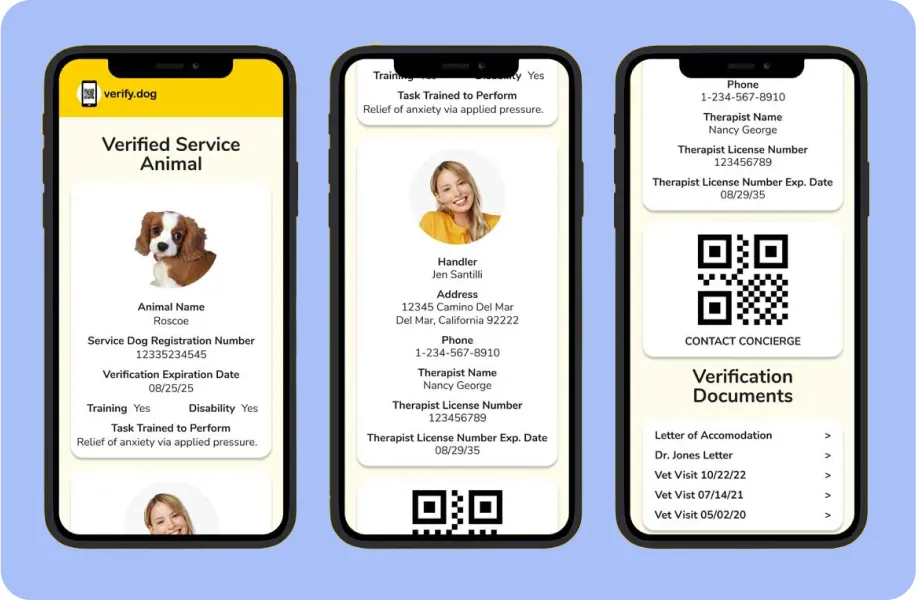 verify.dog
Verified Service
Animal
Animal Name
Roscoe
Service Dog Registration Number
12335234545
Verification Expiration Date
08/25/25
Training Yes Disability Yes
Task Trained to Perform
Relief of anxiety via applied pressure.
Training Yes Disability Yes
Task Trained to Perform
Relief of anxiety via applied pressure.
Handler
Jen Santilli
Address
12345 Camino Del Mar
Del Mar, California 92222
Phone
1-234-567-8910
Therapist Name
Nancy George
Therapist License Number
123456789
Therapist License Number Exp. Date
08/29/35
Phone
1-234-567-8910
Therapist Name
Nancy George
Therapist License Number
123456789
Therapist License Number Exp. Date
08/29/35
CONTACT CONCIERGE
Verification
Documents
Letter of Accomodation >
Dr. Jones Letter >
Vet Visit 10/22/22 >
Vet Vist 07/14/21 >
Vet Visit 05/02/20 >